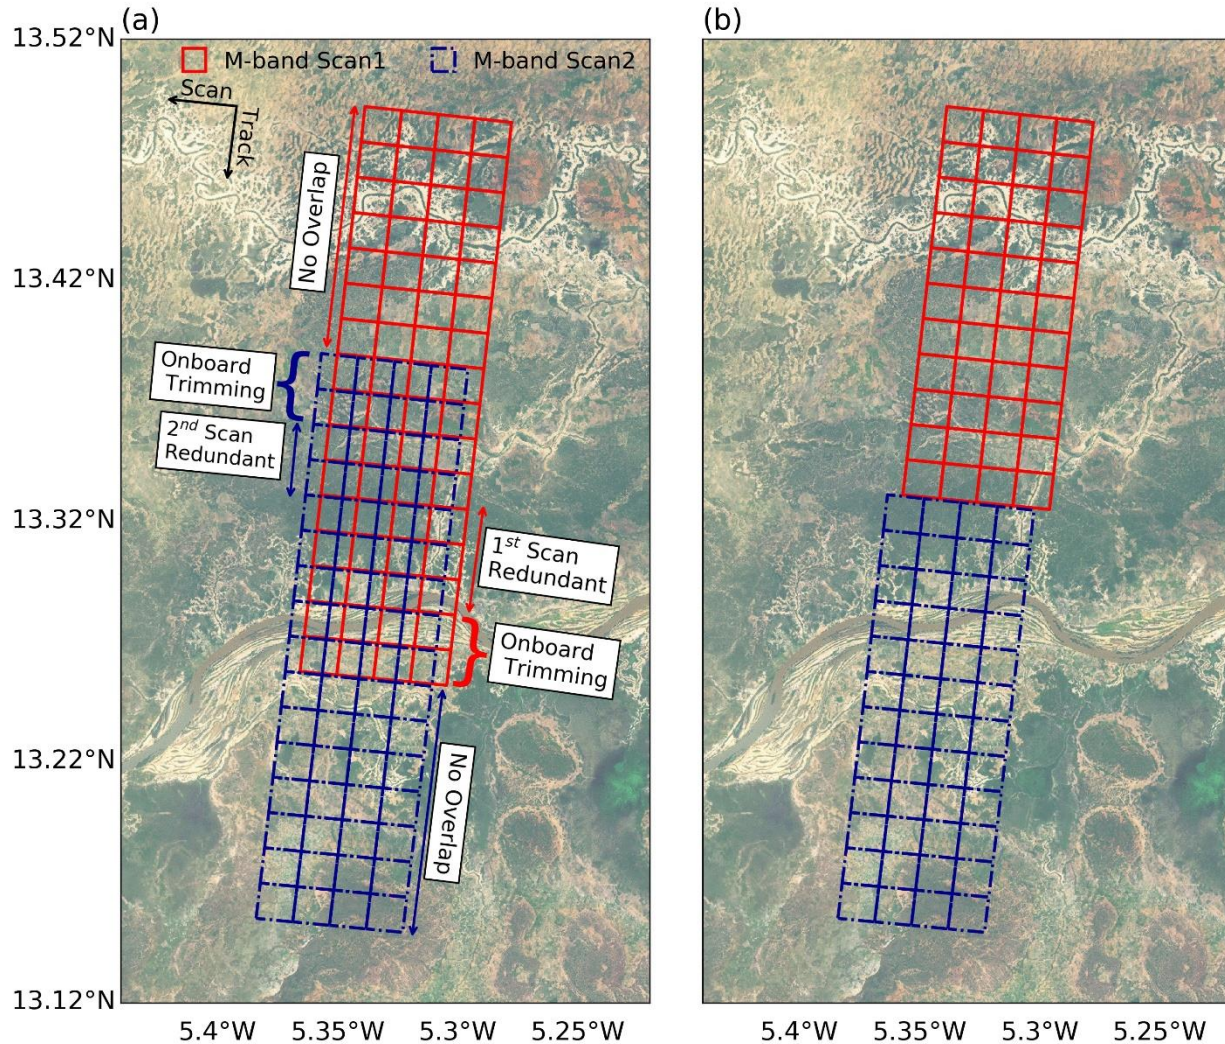 (a)
(b)
13.52°N
13.42°N
13.32°N
13.22°N
13.12°N
M-band Scan1
M-band Scan2
Scan
Track
No Overlap
Onboard
Trimming
2nd Scan
Redundant
1st Scan
Redundant
Onboard
Trimming
No Overlap
5.4°W
5.35°W
5.3°W
5.25°W
5.4°W
5.35°W
5.3°W
5.25°W